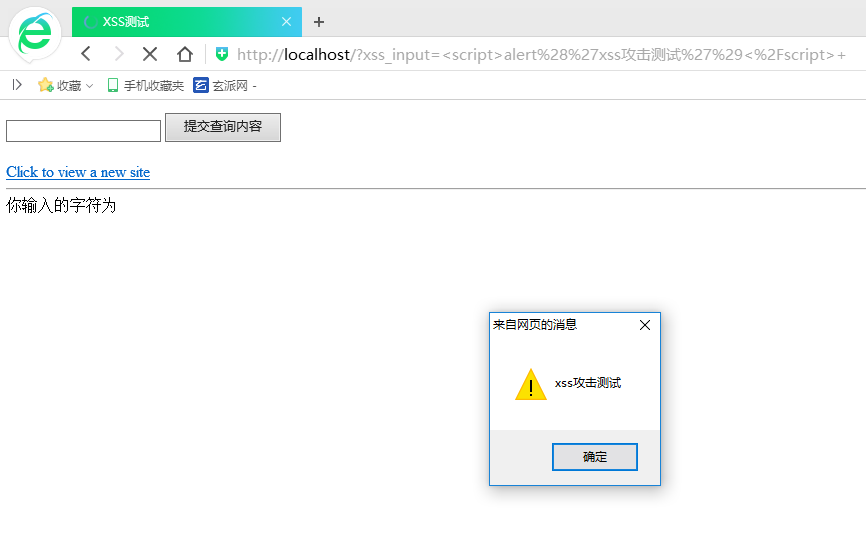 XSS测试
http://localhost/?xss_input=<script>alert%28%27xss攻击测试%27%29<%2Fscript>+
收藏 手机收藏夹 玄派网 -
提交查询内容
Click to view a new site
你输入的字符为
来自网页的消息
xss攻击测试
确定